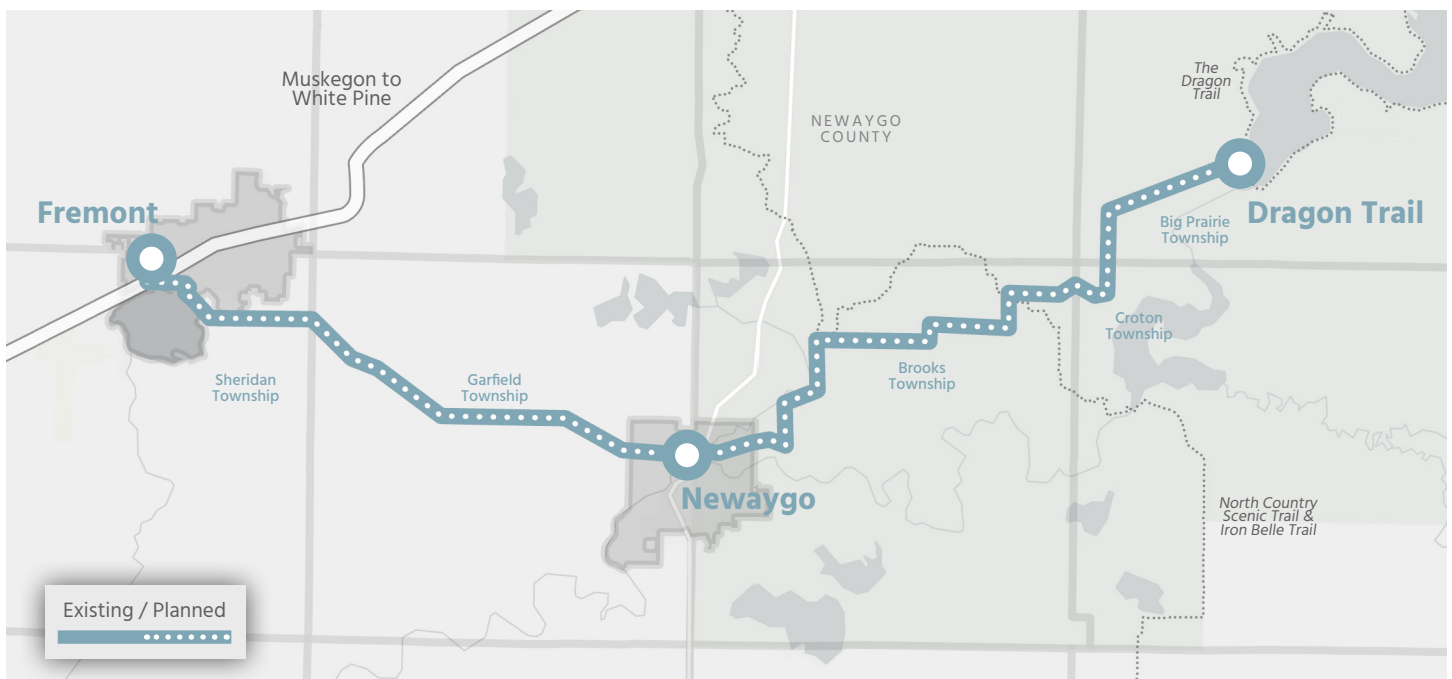 Muskegon to
White Pine
The
Dragon
Trail
NEWAYGO
COUNTY
Fremont
Dragon Trail
Big Prairie
Township
Croton
Township
Brooks
Township
Sheridan
Township
Garfield
Township
Newaygo
North Country
Scenic Trail &
Iron Belle Trail
Existing / Planned